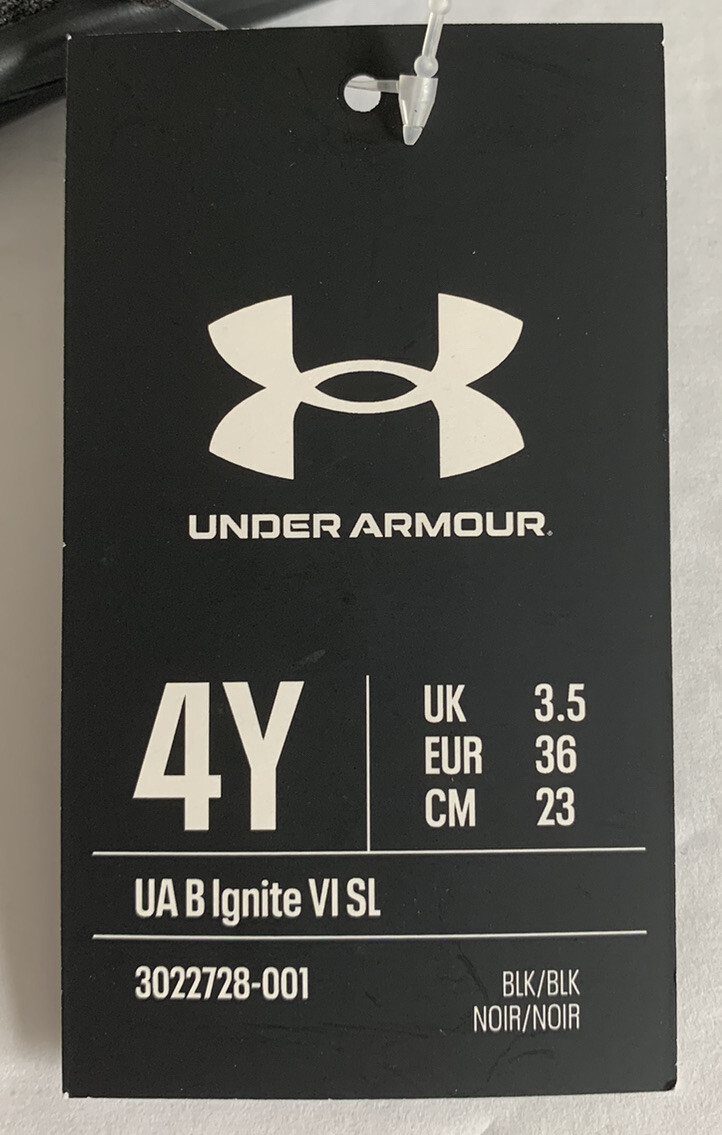 UNDER ARMOUR.
4Y
UK 3.5
EUR 36
CM 23
UA B Ignite VI SL
3022728-001
BLK/BLK
NOIR/NOIR